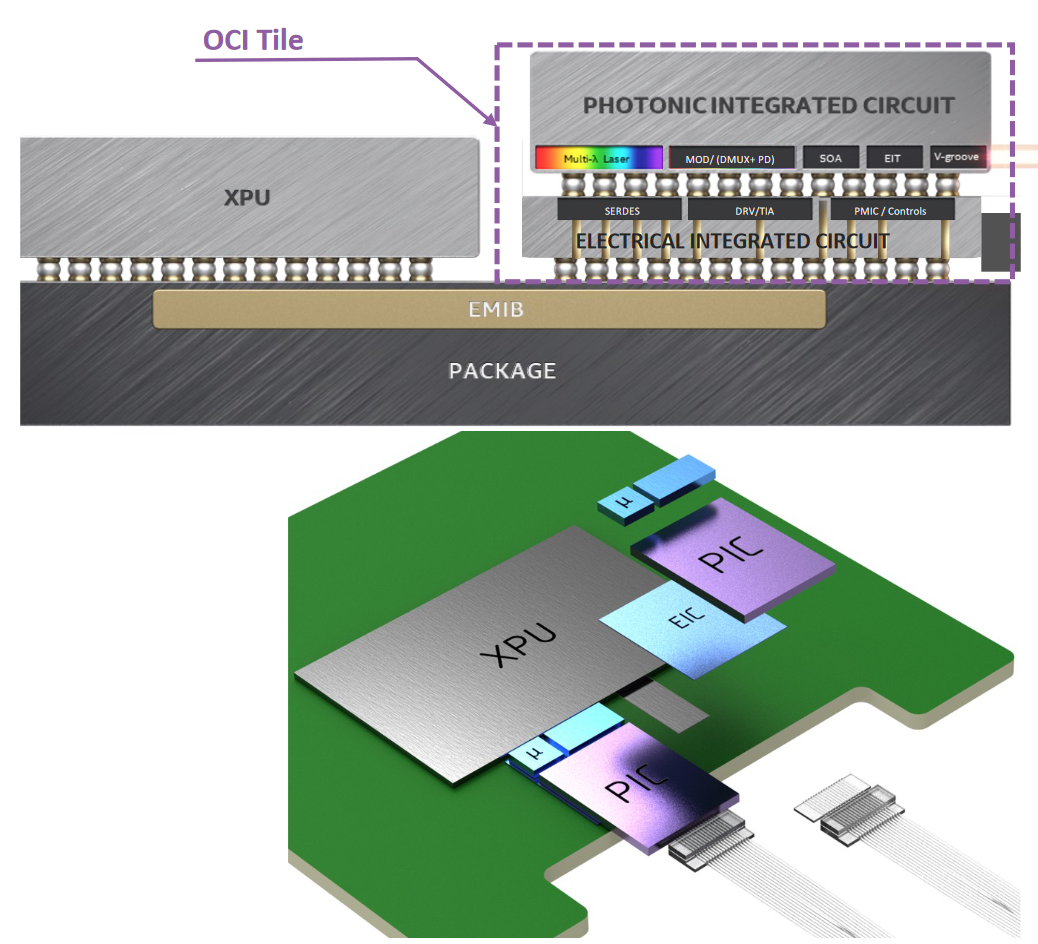 OCI Tile
PHOTONIC INTEGRATED CIRCUIT
Multi-λ Laser
MOD/ (DMUX+ PD)
SOA
EIT
V-groove
XPU
SERDES
DRV/TIA
PMIC / Controls
ELECTRICAL INTEGRATED CIRCUIT
EMIB
PACKAGE
μ
PIC
EIC
XPU
μ
PIC